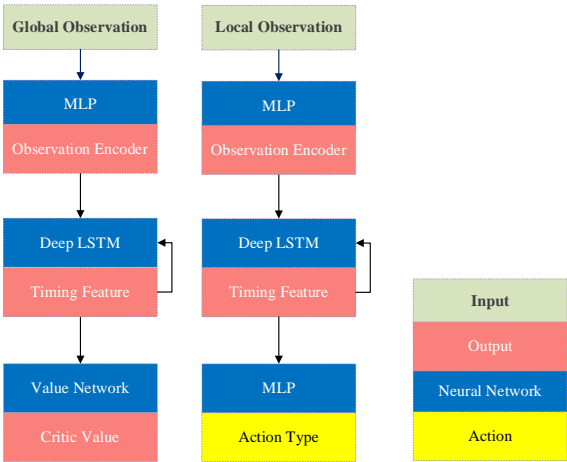 Global Observation
MLP
Observation Encoder
Deep LSTM
Timing Feature
Value Network
Critic Value
Local Observation
MLP
Observation Encoder
Deep LSTM
Timing Feature
MLP
Action Type
Input
Output
Neural Network
Action